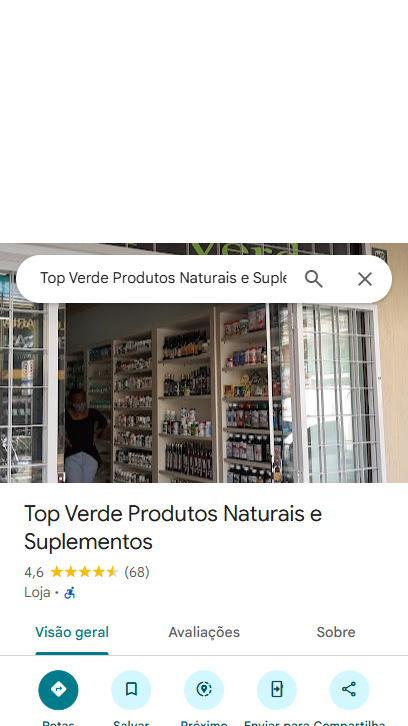 Verd
Top Verde Produtos Naturais e Suple
Top Verde Produtos Naturais e
Suplementos
4,6 (68)
Loja •
Visão geral Avaliações Sobre
Rotas Salvar Próximo Enviar para Compartilha